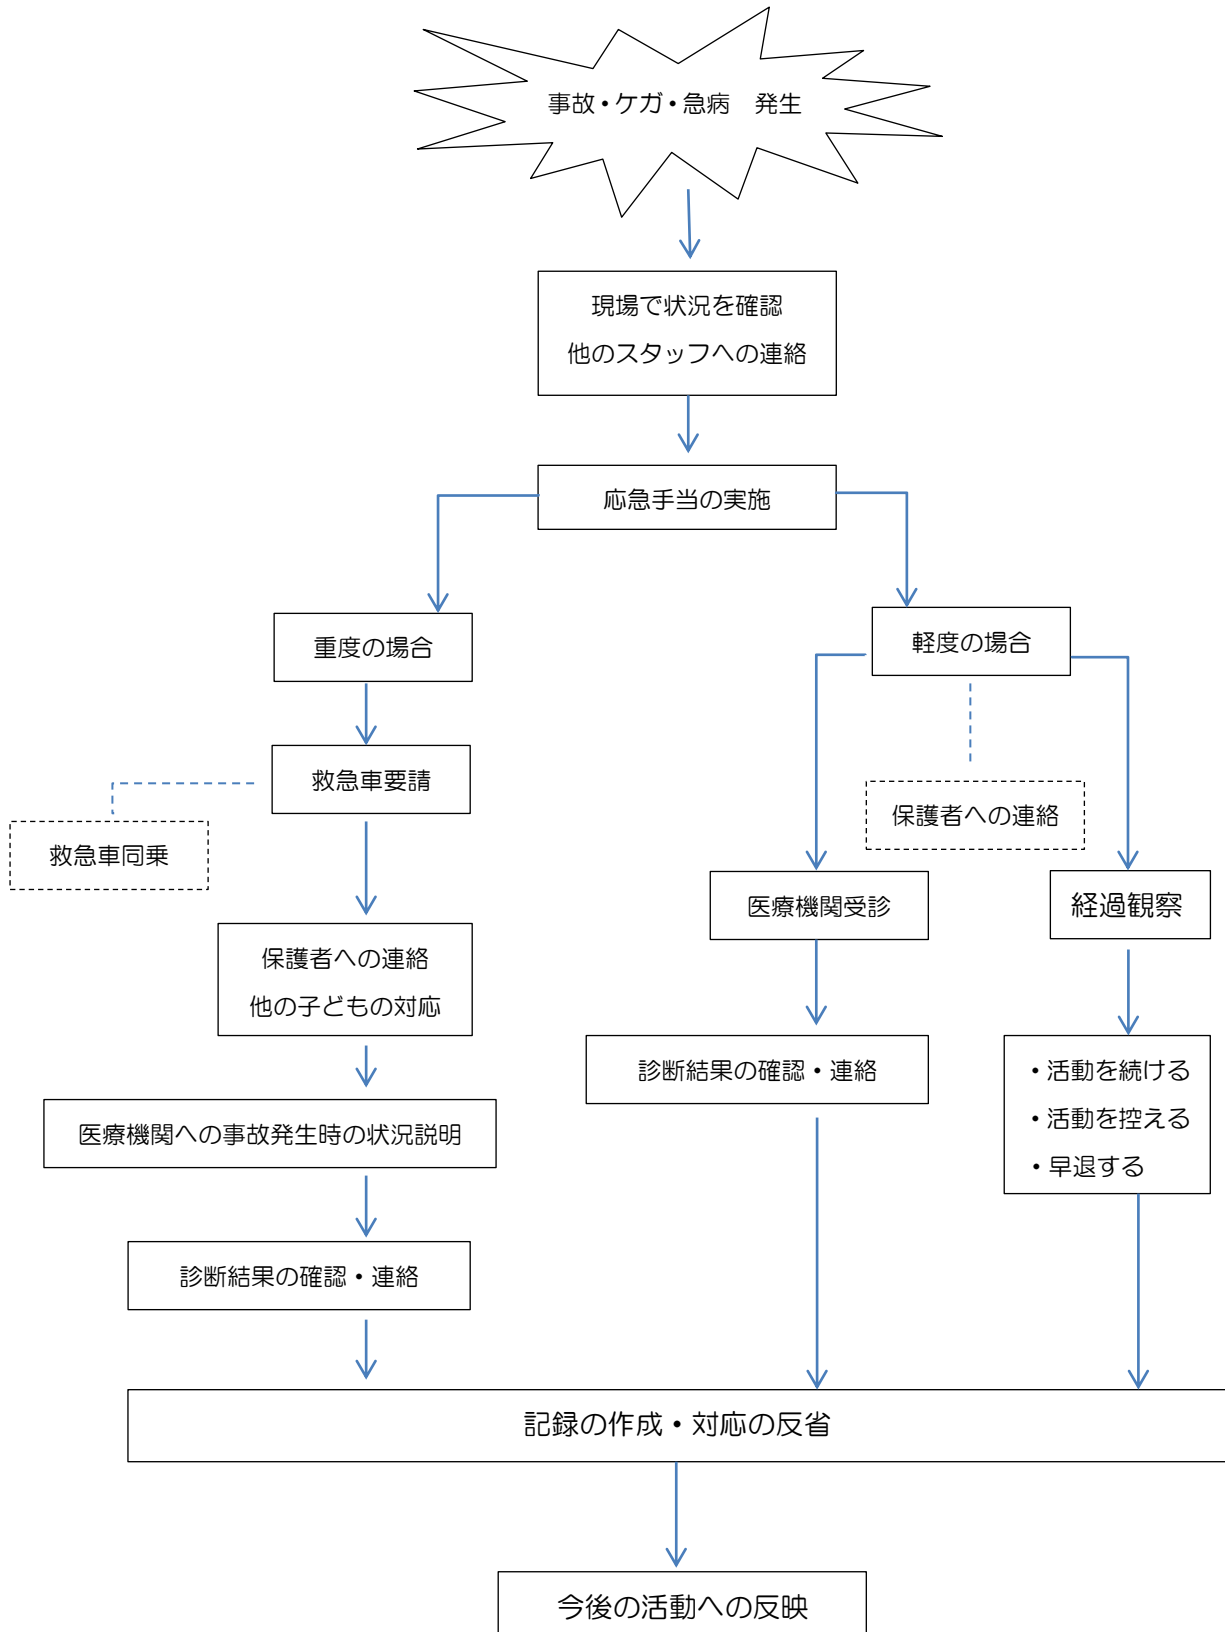 事故・ケガ・急病　発生
現場で状況を確認
他のスタッフへの連絡
応急手当の実施
重度の場合
軽度の場合
救急車要請
保護者への連絡
救急車同乗
医療機関受診
経過観察
保護者への連絡
他の子どもの対応
診断結果の確認・連絡
・活動を続ける
・活動を控える
・早退する
医療機関への事故発生時の状況説明
診断結果の確認・連絡
記録の作成・対応の反省
今後の活動への反映